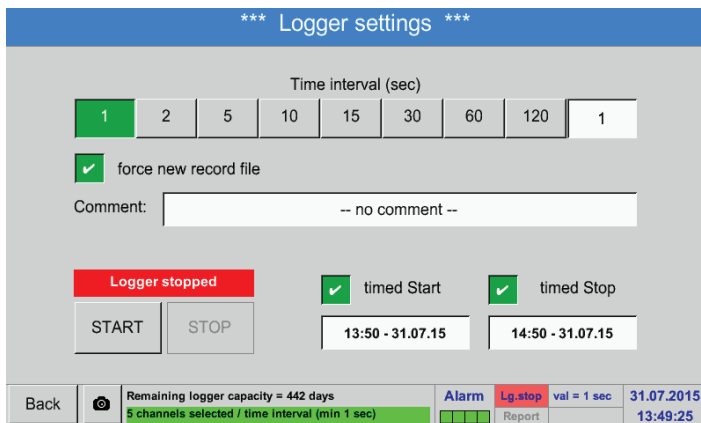 *** Logger settings ***
Time interval (sec)
1 2 5 10 15 30 60 120 1
force new record file
Comment: -- no comment --
Logger stopped timed Start timed Stop
START STOP 13:50 - 31.07.15 14:50 - 31.07.15
Back Remaining logger capacity = 442 days Alarm Lg.stop val = 1 sec 31.07.2015
5 channels selected / time interval (min 1 sec) Report 13:49:25